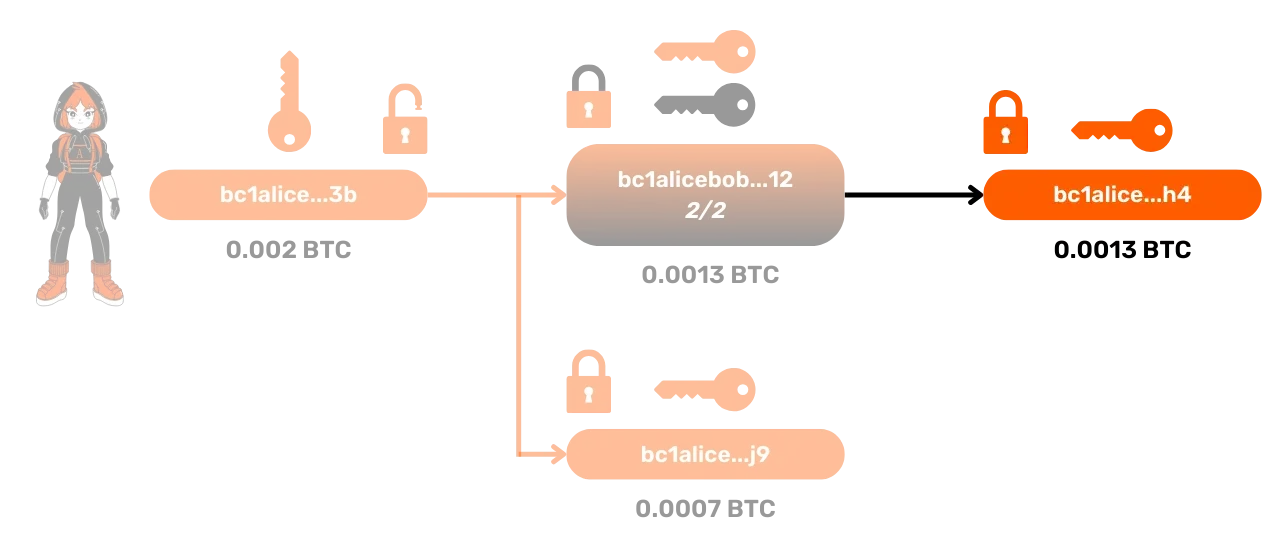 bc1alice...3b
0.002 BTC
bc1alicebob...12
2/2
0.0013 BTC
bc1alice...h4
0.0013 BTC
bc1alice...j9
0.0007 BTC